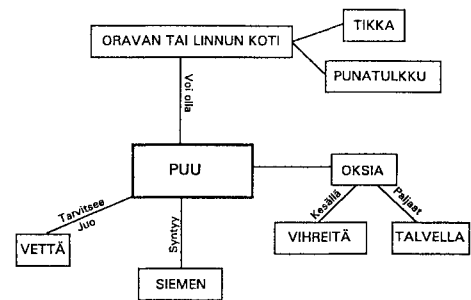 TIKKA
ORAVAN TAI LINNUN KOTI
PUNATULKKU
Voi olla
PUU
OKSIA
Tarvitsee
Juo
Syntyy
Kesällä
Paljaat
VETTÄ
VIHREITÄ
TALVELLA
SIEMEN